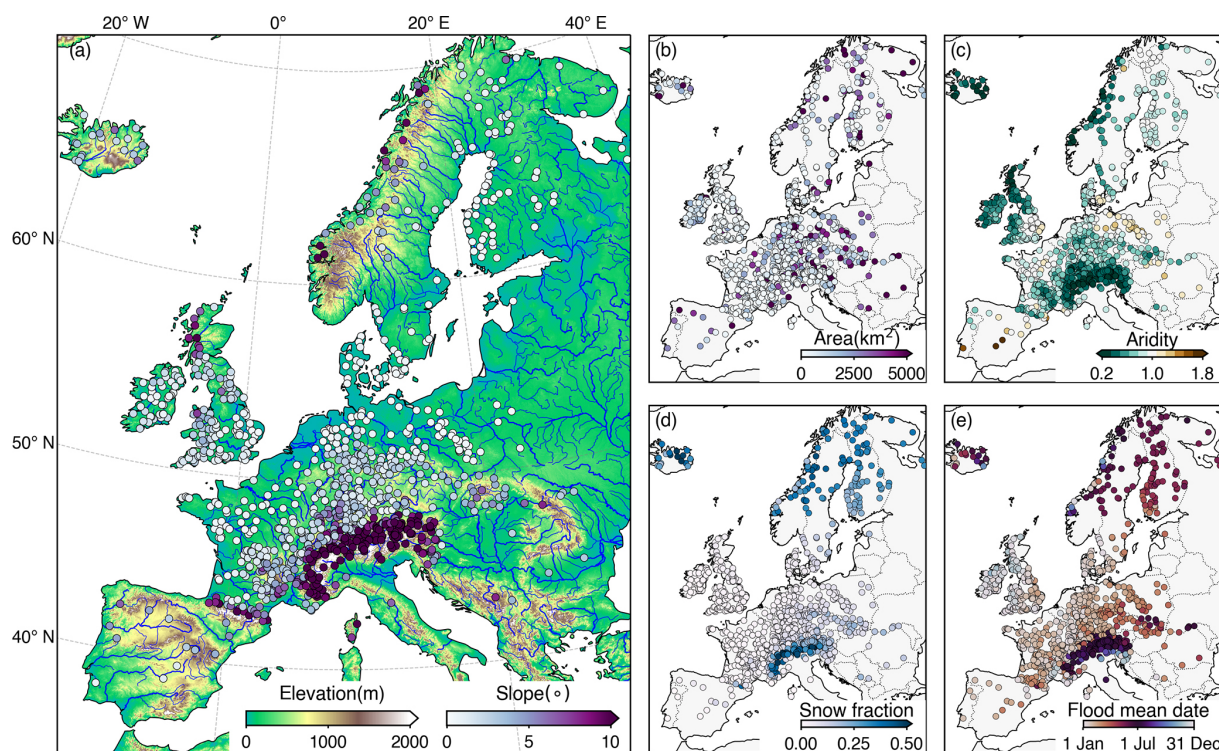 20° W 0° 20° E 40° E
(a)
60° N
50° N
40° N
Elevation(m) Slope(°)
0 1000 2000 0 5 10
(b)
Area(km²)
0 2500 5000
(c)
Aridity
0.2 1.0 1.8
(d)
Snow fraction
0.00 0.25 0.50
(e)
Flood mean date
1 Jan 1 Jul 31 Dec